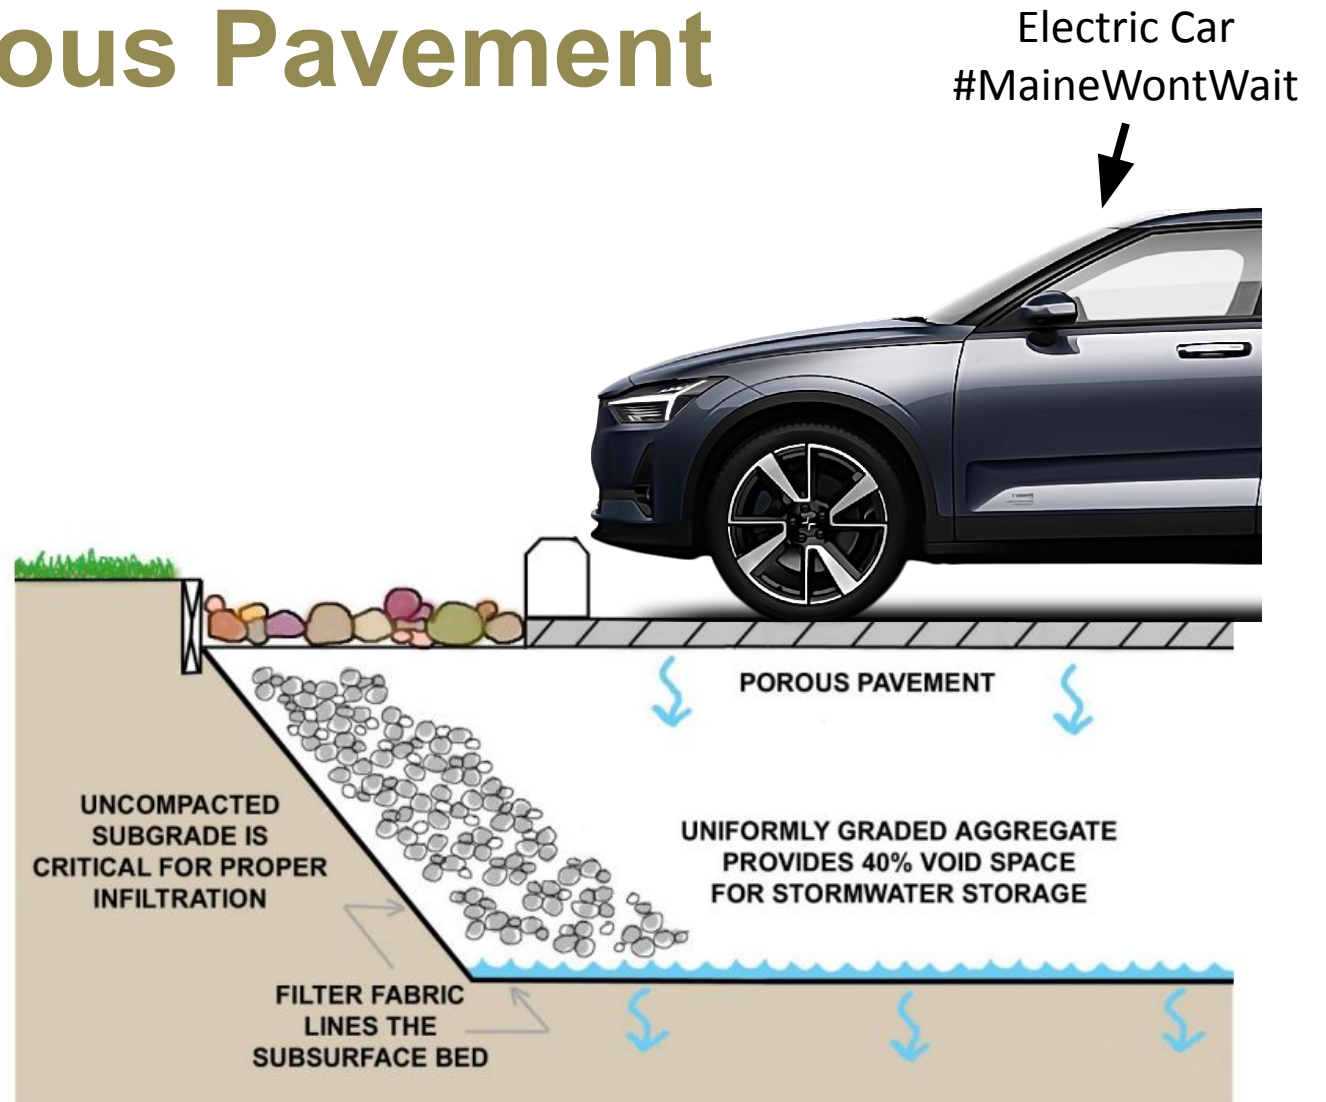 ous Pavement
Electric Car
#MaineWontWait
POROUS PAVEMENT
UNCOMPACTED
SUBGRADE IS
CRITICAL FOR PROPER
INFILTRATION
UNIFORMLY GRADED AGGREGATE
PROVIDES 40% VOID SPACE
FOR STORMWATER STORAGE
FILTER FABRIC
LINES THE
SUBSURFACE BED